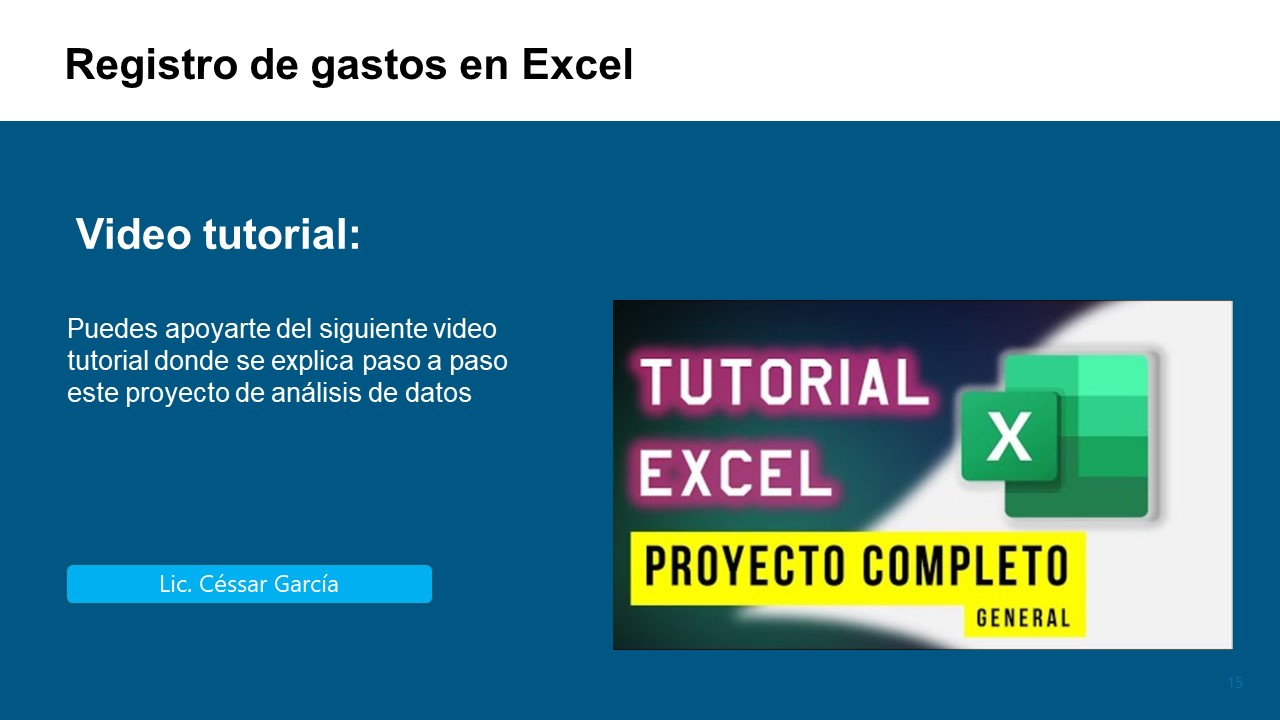 Registro de gastos en Excel
Video tutorial:
Puedes apoyarte del siguiente video
tutorial donde se explica paso a paso
este proyecto de análisis de datos
Lic. Céssar García
TUTORIAL
EXCEL
X
PROYECTO COMPLETO
GENERAL
15